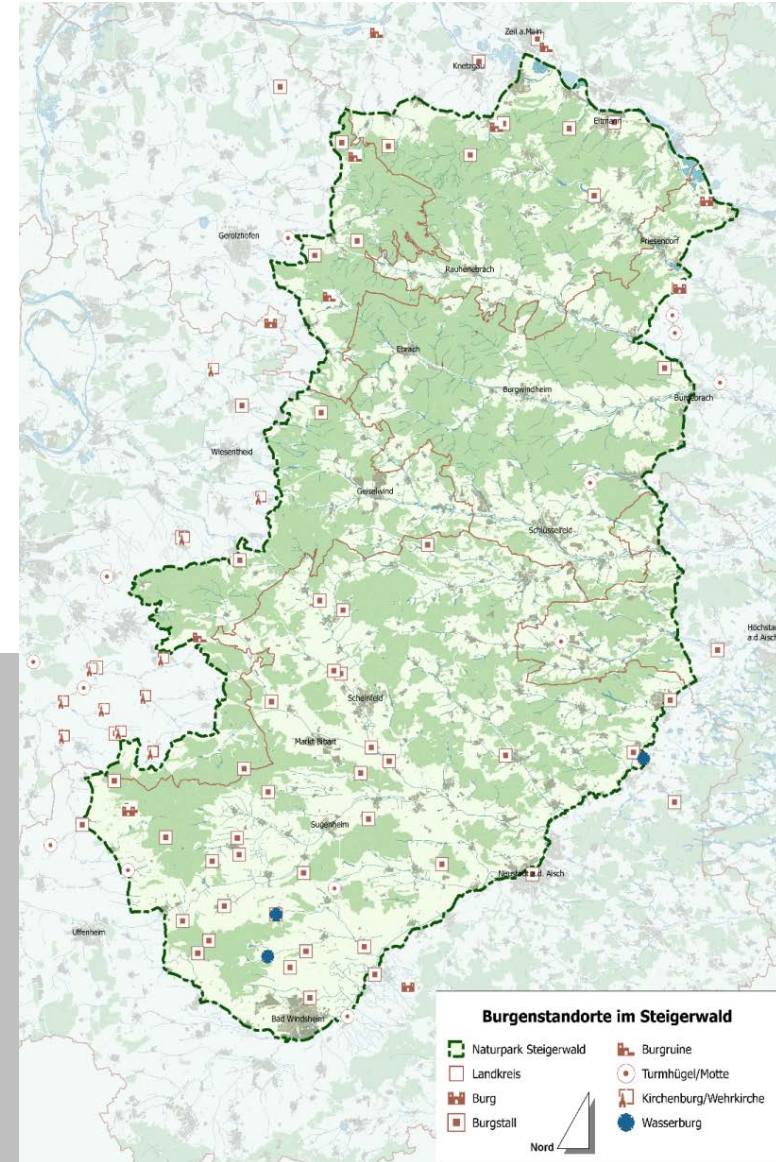 Zeil a.Main
Knetzgau
Eltmann
Gerolzhofen
Priesendorf
Rauhenebrach
Ebrach
Burgwindheim
Burgebrach
Wiesentheid
Geiselwind
Schlüsselfeld
Höchstad
a.d.Aisch
Scheinfeld
Markt Bibart
Sugenheim
Neustadt a.d. Aisch
Uffenheim
Bad Windsheim
Burgenstandorte im Steigerwald
Naturpark Steigerwald
Landkreis
Burg
Burgstall
Burgruine
Turmhügel/Motte
Kirchenburg/Wehrkirche
Wasserburg
Nord